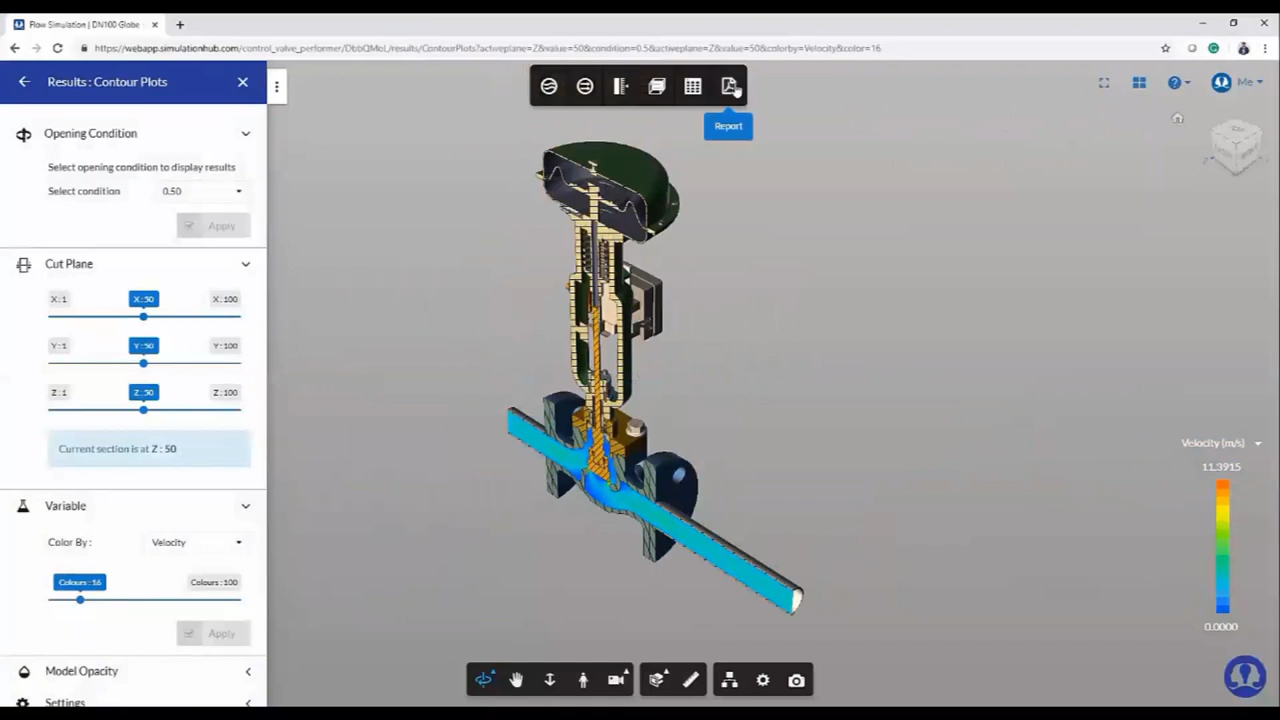 Flow Simulation | DN100 Globe
https://webapp.simulationhub.com/control_valve_performer/DbbQMoL/results/ContourPlots?activeplane=Z&value=50&condition=0.5&activeplane=Z&value=50&colorby=Velocity&color=16
Results : Contour Plots
Me
Report
Opening Condition
Select opening condition to display results
Select condition 0.50
Apply
Cut Plane
X : 1 X : 50 X : 100
Y : 1 Y : 50 Y : 100
Z : 1 Z : 50 Z : 100
Current section is at Z : 50
Variable
Color By : Velocity
Colours : 16 Colours : 100
Apply
Model Opacity
Settings
Velocity (m/s)
11.3915
0.0000